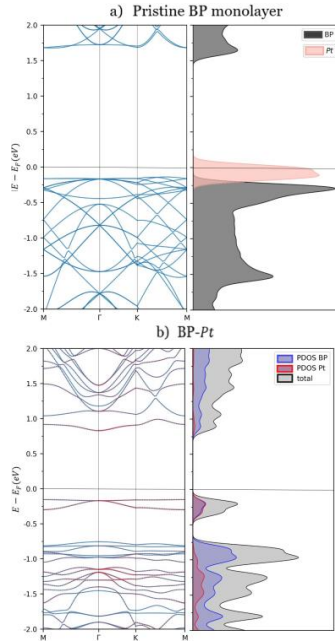 a) Pristine BP monolayer
2.0
1.5
1.0
0.5
0.0
-0.5
-1.0
-1.5
-2.0
E − E_F(eV)
M Γ K M
BP
Pt
b) BP-Pt
2.0
1.5
1.0
0.5
0.0
-0.5
-1.0
-1.5
-2.0
E − E_F(eV)
M Γ K M
PDOS BP
PDOS Pt
total